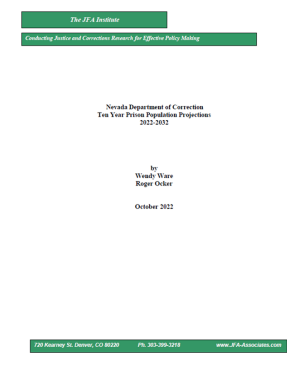 The JFA Institute
Conducting Justice and Corrections Research for Effective Policy Making
Nevada Department of Correction
Ten Year Prison Population Projections
2022-2032
by
Wendy Ware
Roger Ocker
October 2022
720 Kearney St. Denver, CO 80220 Ph. 303-399-3218 www.JFA-Associates.com